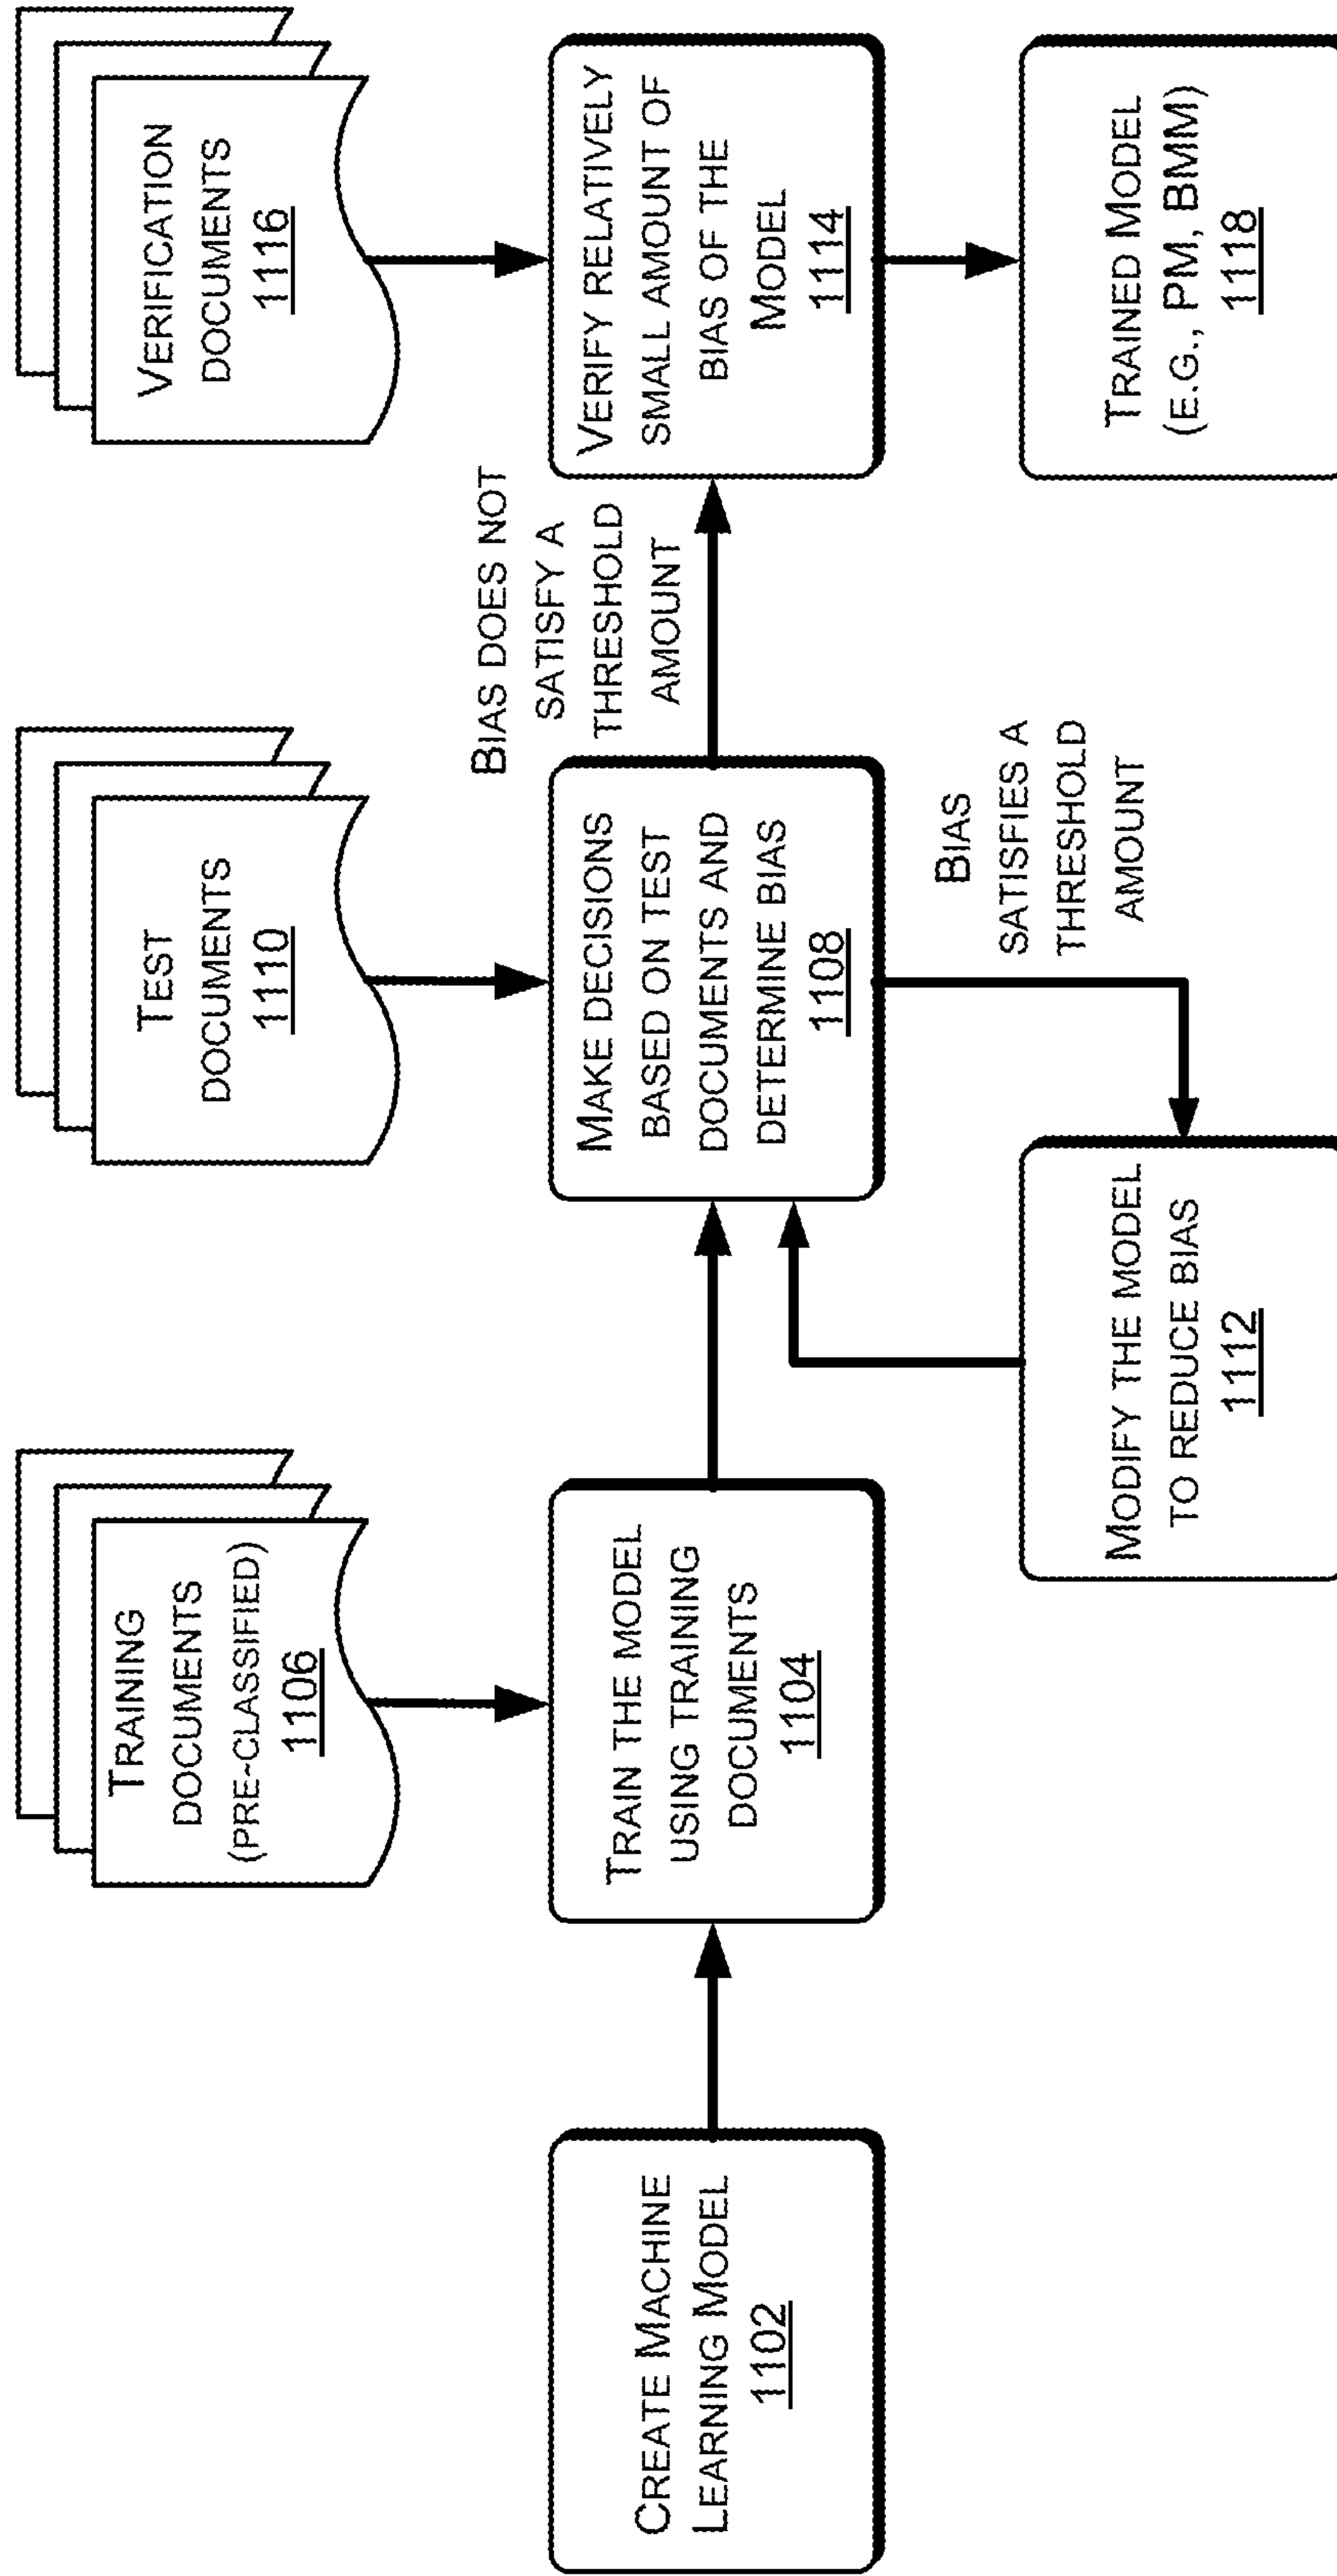 TRAINING
DOCUMENTS
(PRE-CLASSIFIED)
1106
TEST
DOCUMENTS
1110
VERIFICATION
DOCUMENTS
1116
CREATE MACHINE
LEARNING MODEL
1102
TRAIN THE MODEL
USING TRAINING
DOCUMENTS
1104
MAKE DECISIONS
BASED ON TEST
DOCUMENTS AND
DETERMINE BIAS
1108
BIAS DOES NOT
SATISFY A
THRESHOLD
AMOUNT
VERIFY RELATIVELY
SMALL AMOUNT OF
BIAS OF THE
MODEL
1114
BIAS
SATISFIES A
THRESHOLD
AMOUNT
MODIFY THE MODEL
TO REDUCE BIAS
1112
TRAINED MODEL
(E.G., PM, BMM)
1118